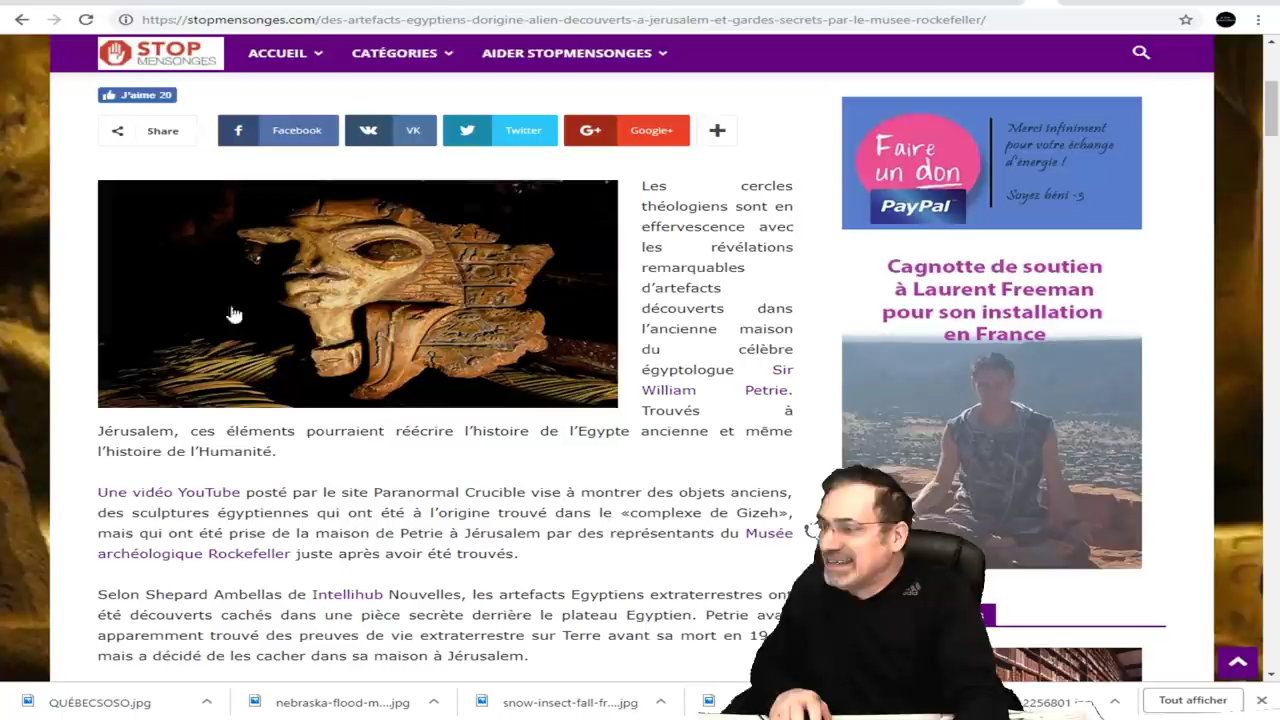 https://stopmensonges.com/des-artefacts-egyptiens-dorigine-alien-decouverts-a-jerusalem-et-gardes-secrets-par-le-musee-rockefeller/
STOP
MENSONGES
ACCUEIL
CATÉGORIES
AIDER STOPMENSONGES
J'aime 20
Share
Facebook
VK
Twitter
G+ Google+
Les cercles
théologiens sont en
effervescence avec
les révélations
remarquables
d'artefacts
découverts dans
l'ancienne maison
du célèbre
égyptologue Sir
William Petrie.
Trouvés à
Jérusalem, ces éléments pourraient réécrire l'histoire de l'Egypte ancienne et même
l'histoire de l'Humanité.
Une vidéo YouTube posté par le site Paranormal Crucible vise à montrer des objets anciens,
des sculptures égyptiennes qui ont été à l'origine trouvé dans le «complexe de Gizeh»,
mais qui ont été prise de la maison de Petrie à Jérusalem par des représentants du Musée
archéologique Rockefeller juste après avoir été trouvés.
Selon Shepard Ambellas de Intellihub Nouvelles, les artefacts Egyptiens extraterrestres ont
été découverts cachés dans une pièce secrète derrière le plateau Egyptien. Petrie
apparemment trouvé des preuves de vie extraterrestre sur Terre avant sa mort en
mais a décidé de les cacher dans sa maison à Jérusalem.
Faire
un don
PayPal
Merci infiniment
pour votre échange
d'énergie !
Soyez béni <3
Cagnotte de soutien
à Laurent Freeman
pour son installation
en France
QUÉBECSOSO.jpg
nebraska-flood-m....jpg
snow-insect-fall-fr....jpg
Tout afficher